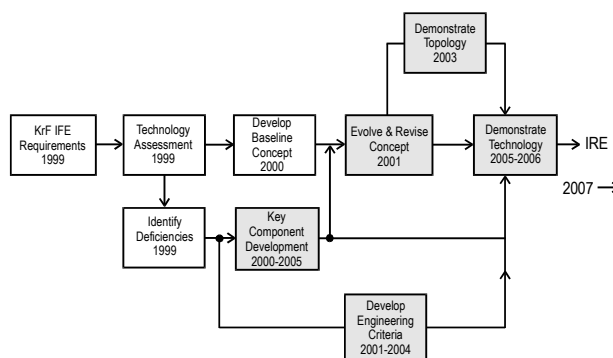 Demonstrate
Topology
2003
KrF IFE
Requirements
1999
Technology
Assessment
1999
Develop
Baseline
Concept
2000
Evolve & Revise
Concept
2001
Demonstrate
Technology
2005-2006
IRE
2007
Identify
Deficiencies
1999
Key
Component
Development
2000-2005
Develop
Engineering
Criteria
2001-2004